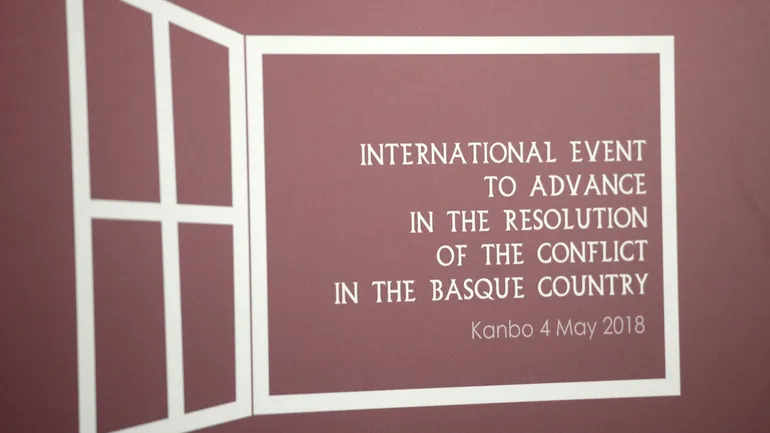 INTERNATIONAL EVENT
TO ADVANCE
IN THE RESOLUTION
OF THE CONFLICT
IN THE BASQUE COUNTRY
Kanbo 4 May 2018